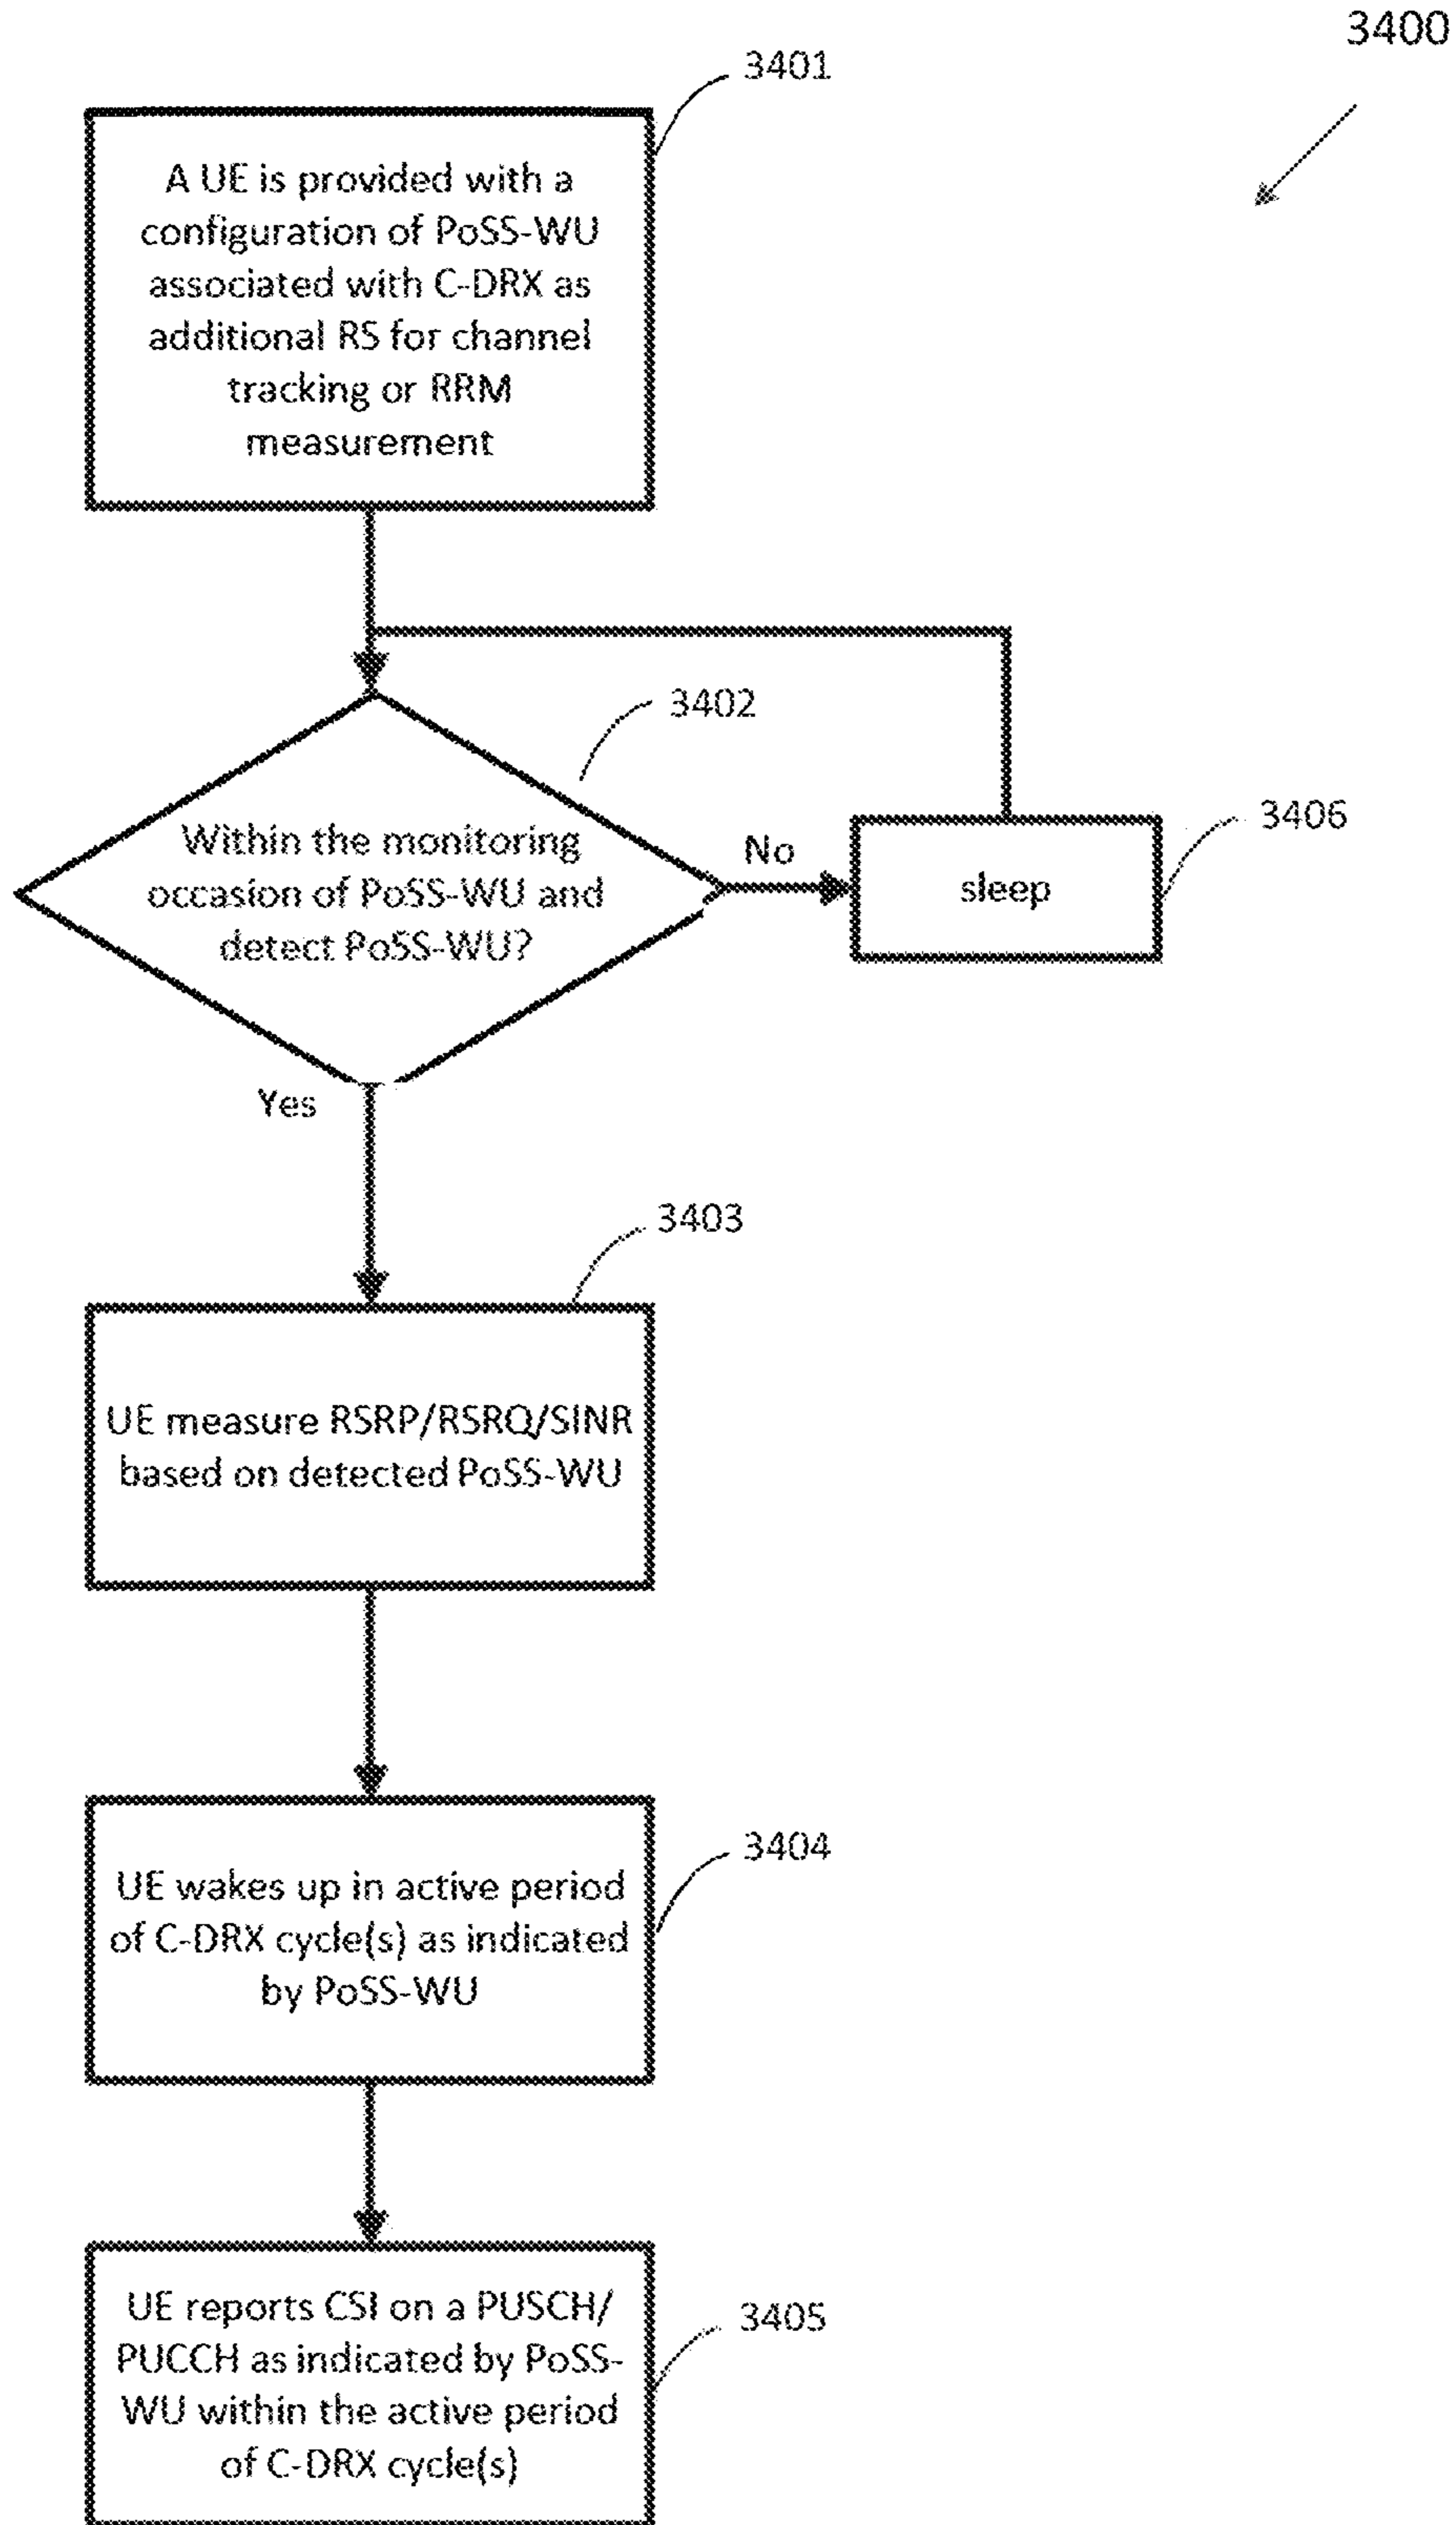 3400
3401
A UE is provided with a
configuration of PoSS-WU
associated with C-DRX as
additional RS for channel
tracking or RRM
measurement
3402
Within the monitoring
occasion of PoSS-WU and
detect PoSS-WU?
No
3406
sleep
Yes
3403
UE measure RSRP/RSRQ/SINR
based on detected PoSS-WU
3404
UE wakes up in active period
of C-DRX cycle(s) as indicated
by PoSS-WU
3405
UE reports CSI on a PUSCH/
PUCCH as indicated by PoSS-
WU within the active period
of C-DRX cycle(s)